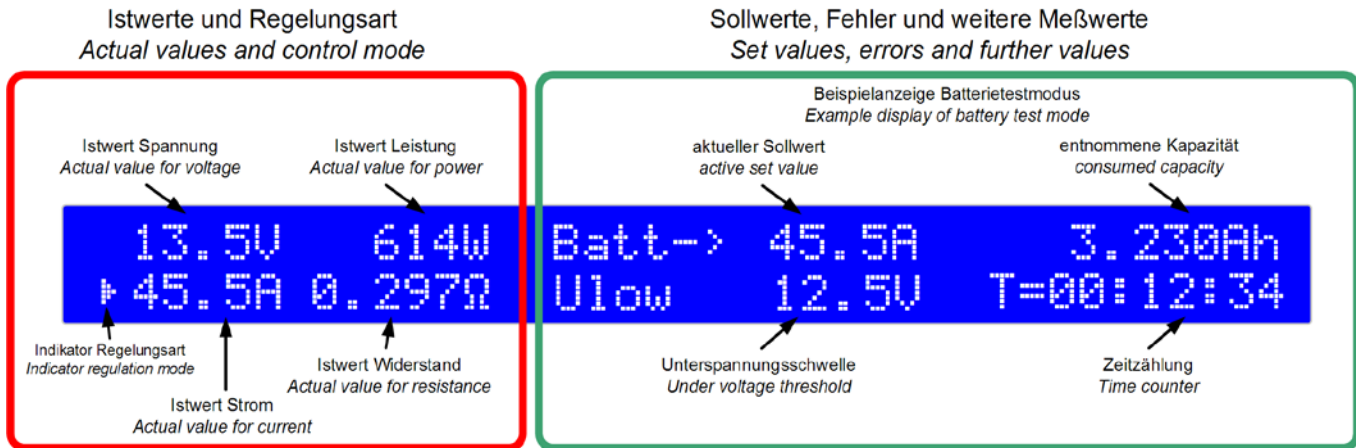 Istwerte und Regelungsart
Actual values and control mode
Sollwerte, Fehler und weitere Meßwerte
Set values, errors and further values
Beispielanzeige Batterietestmodus
Example display of battery test mode
Istwert Spannung
Actual value for voltage
Istwert Leistung
Actual value for power
aktueller Sollwert
active set value
entnommene Kapazität
consumed capacity
13.5V 614W Batt-> 45.5A 3.230Ah
45.5A 0.297Ω Ulow 12.5V T=00:12:34
Indikator Regelungsart
Indicator regulation mode
Istwert Strom
Actual value for current
Istwert Widerstand
Actual value for resistance
Unterspannungsschwelle
Under voltage threshold
Zeitzählung
Time counter